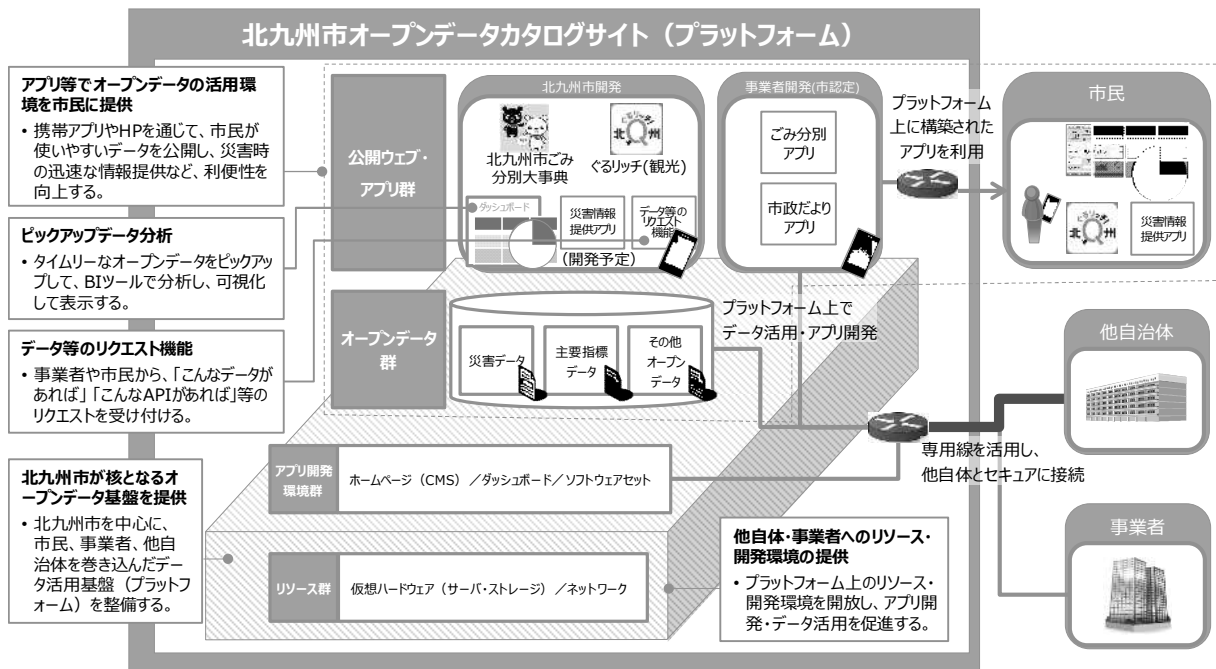 北九州市オープンデータカタログサイト（プラットフォーム）
アプリ等でオープンデータの活用環
境を市民に提供
• 携帯アプリやHPを通じて、市民が
使いやすいデータを公開し、災害時
の迅速な情報提供など、利便性を
向上する。
ピックアップデータ分析
• タイムリーなオープンデータをピックアッ
プして、BIツールで分析し、可視化
して表示する。
データ等のリクエスト機能
• 事業者や市民から、「こんなデータが
あれば」「こんなAPIがあれば」等の
リクエストを受け付ける。
北九州市が核となるオー
プンデータ基盤を提供
• 北九州市を中心に、
市民、事業者、他自
治体を巻き込んだデー
タ活用基盤（プラット
フォーム）を整備する。
公開ウェブ・
アプリ群
北九州市開発
北九州市ごみ
分別大事典
ぐるリッチ(観光)
ダッシュボード
災害情報
提供アプリ
データ等の
リクエスト
機能
(開発予定)
事業者開発(市認定)
ごみ分別
アプリ
市政だより
アプリ
プラットフォーム
上に構築された
アプリを利用
市民
北Q州
災害情報
提供アプリ
オープンデータ
群
災害データ
主要指標
データ
その他
オープン
データ
プラットフォーム上で
データ活用・アプリ開発
他自治体
専用線を活用し、
他自体とセキュアに接続
アプリ開発
環境群
ホームページ（CMS）／ダッシュボード／ソフトウェアセット
リソース群
仮想ハードウェア（サーバ・ストレージ）／ネットワーク
他自治体・事業者へのリソース・
開発環境の提供
• プラットフォーム上のリソース・
開発環境を開放し、アプリ開
発・データ活用を促進する。
事業者